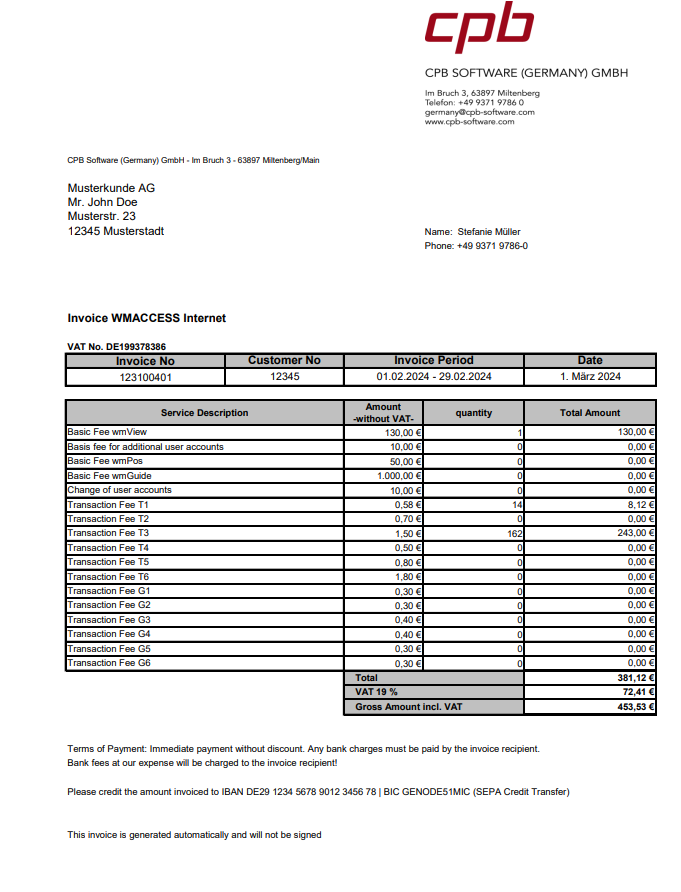 cpb
CPB SOFTWARE (GERMANY) GMBH
Im Bruch 3, 63897 Miltenberg
Telefon: +49 9371 9786 0
germany@cpb-software.com
www.cpb-software.com
CPB Software (Germany) GmbH - Im Bruch 3 - 63897 Miltenberg/Main
Musterkunde AG
Mr. John Doe
Musterstr. 23
12345 Musterstadt
Name: Stefanie Müller
Phone: +49 9371 9786-0
Invoice WMACCESS Internet
VAT No. DE199378386
Invoice No Customer No Invoice Period Date
123100401 12345 01.02.2024 - 29.02.2024 1. März 2024
Service Description Amount -without VAT- quantity Total Amount
Basic Fee wmView 130,00 € 1 130,00 €
Basis fee for additional user accounts 10,00 € 0 0,00 €
Basic Fee wmPos 50,00 € 0 0,00 €
Basic Fee wmGuide 1.000,00 € 0 0,00 €
Change of user accounts 10,00 € 0 0,00 €
Transaction Fee T1 0,58 € 14 8,12 €
Transaction Fee T2 0,70 € 0 0,00 €
Transaction Fee T3 1,50 € 162 243,00 €
Transaction Fee T4 0,50 € 0 0,00 €
Transaction Fee T5 0,80 € 0 0,00 €
Transaction Fee T6 1,80 € 0 0,00 €
Transaction Fee G1 0,30 € 0 0,00 €
Transaction Fee G2 0,30 € 0 0,00 €
Transaction Fee G3 0,40 € 0 0,00 €
Transaction Fee G4 0,40 € 0 0,00 €
Transaction Fee G5 0,30 € 0 0,00 €
Transaction Fee G6 0,30 € 0 0,00 €
Total 381,12 €
VAT 19 % 72,41 €
Gross Amount incl. VAT 453,53 €
Terms of Payment: Immediate payment without discount. Any bank charges must be paid by the invoice recipient.
Bank fees at our expense will be charged to the invoice recipient!
Please credit the amount invoiced to IBAN DE29 1234 5678 9012 3456 78 | BIC GENODE51MIC (SEPA Credit Transfer)
This invoice is generated automatically and will not be signed